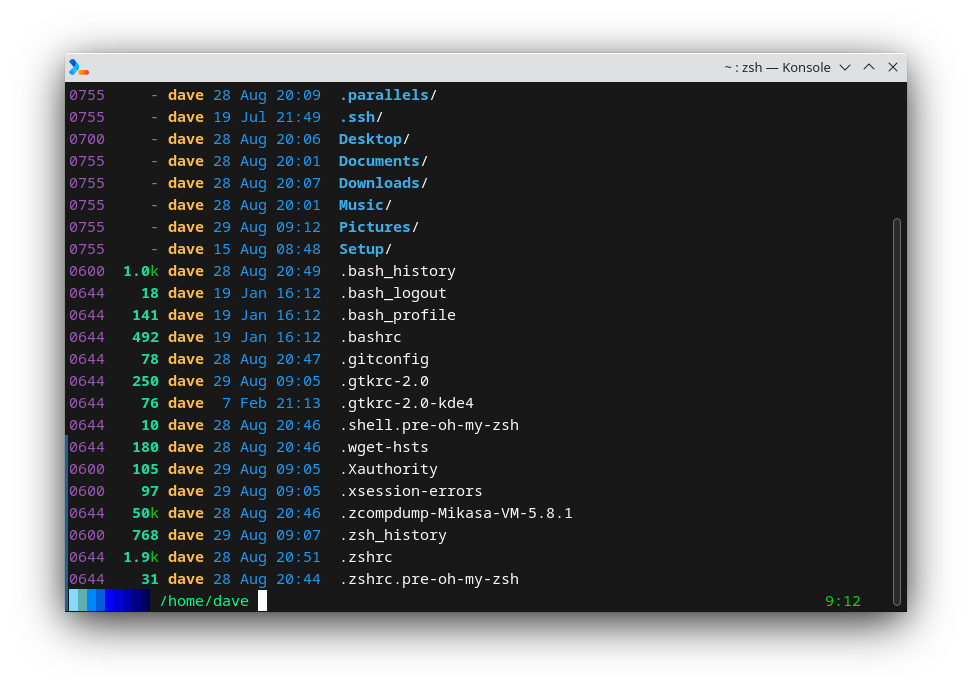 ~ : zsh — Konsole
0755 - dave 28 Aug 20:09 .parallels/
0755 - dave 19 Jul 21:49 .ssh/
0700 - dave 28 Aug 20:06 Desktop/
0755 - dave 28 Aug 20:01 Documents/
0755 - dave 28 Aug 20:07 Downloads/
0755 - dave 28 Aug 20:01 Music/
0755 - dave 29 Aug 09:12 Pictures/
0755 - dave 15 Aug 08:48 Setup/
0600 1.0k dave 28 Aug 20:49 .bash_history
0644 18 dave 19 Jan 16:12 .bash_logout
0644 141 dave 19 Jan 16:12 .bash_profile
0644 492 dave 19 Jan 16:12 .bashrc
0644 78 dave 28 Aug 20:47 .gitconfig
0644 250 dave 29 Aug 09:05 .gtkrc-2.0
0644 76 dave 7 Feb 21:13 .gtkrc-2.0-kde4
0644 10 dave 28 Aug 20:46 .shell.pre-oh-my-zsh
0644 180 dave 28 Aug 20:46 .wget-hsts
0600 105 dave 29 Aug 09:05 .Xauthority
0600 97 dave 29 Aug 09:05 .xsession-errors
0644 50k dave 28 Aug 20:46 .zcompdump-Mikasa-VM-5.8.1
0600 768 dave 29 Aug 09:07 .zsh_history
0644 1.9k dave 28 Aug 20:51 .zshrc
0644 31 dave 28 Aug 20:44 .zshrc.pre-oh-my-zsh
/home/dave 9:12